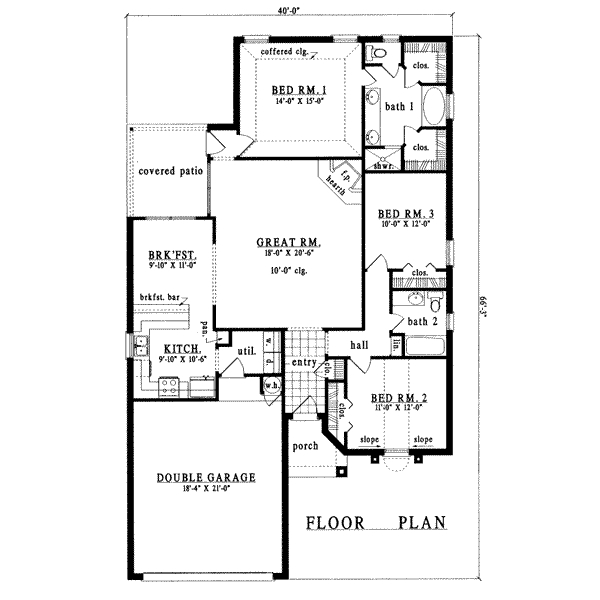 40'-0"
coffered clg.
BED RM. 1
14'-0" X 15'-0"
clos.
bath 1
clos.
shwr.
covered patio
f.p.
hearth
BED RM. 3
10'-0" X 12'-0"
GREAT RM.
18'-0" X 20'-6"
10'-0" clg.
BRK'FST.
9'-10" X 11'-0"
clos.
brkfst. bar
66'-3"
bath 2
pan.
KITCH.
9'-10" X 10'-6"
util.
w.
d.
hall
lin.
entry
clo.
w.h.
BED RM. 2
11'-0" X 12'-0"
clos.
slope
slope
porch
DOUBLE GARAGE
18'-4" X 21'-0"
FLOOR PLAN